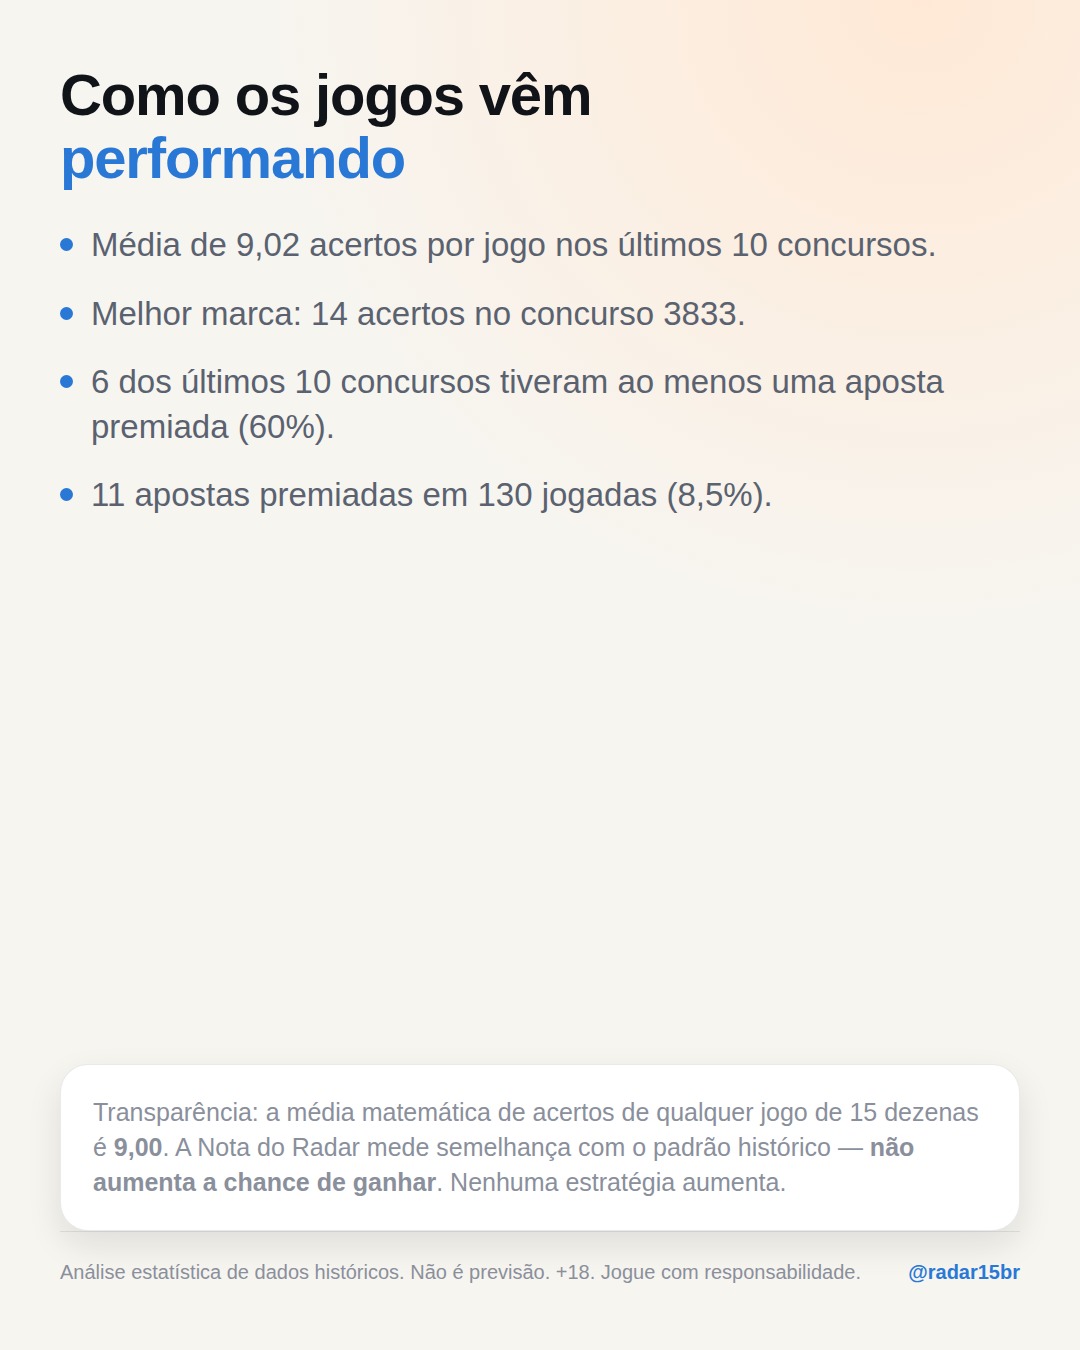 Como os jogos vêm
performando
Média de 9,02 acertos por jogo nos últimos 10 concursos.
Melhor marca: 14 acertos no concurso 3833.
6 dos últimos 10 concursos tiveram ao menos uma aposta
premiada (60%).
11 apostas premiadas em 130 jogadas (8,5%).
Transparência: a média matemática de acertos de qualquer jogo de 15 dezenas
é 9,00. A Nota do Radar mede semelhança com o padrão histórico — não
aumenta a chance de ganhar. Nenhuma estratégia aumenta.
Análise estatística de dados históricos. Não é previsão. +18. Jogue com responsabilidade. @radar15br